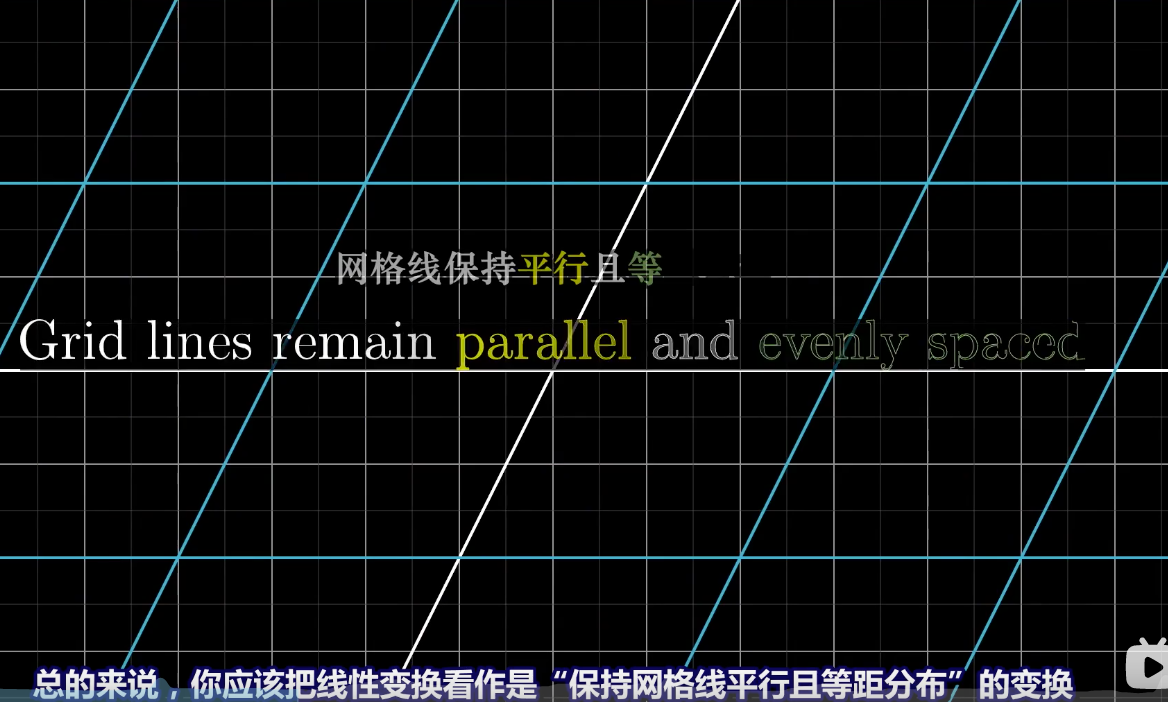 网格线保持平行且等
Grid lines remain parallel and evenly spaced
总的来说，你应该把线性变换看作是“保持网格线平行且等距分布”的变换